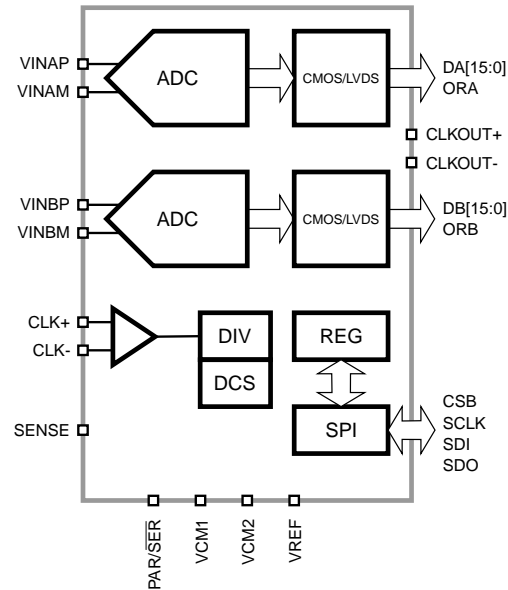 VINAP
VINAM
ADC
CMOS/LVDS
DA[15:0]
ORA
CLKOUT+
CLKOUT-
VINBP
VINBM
ADC
CMOS/LVDS
DB[15:0]
ORB
CLK+
CLK-
DIV
DCS
REG
SENSE
SPI
CSB
SCLK
SDI
SDO
PAR/SER
VCM1
VCM2
VREF